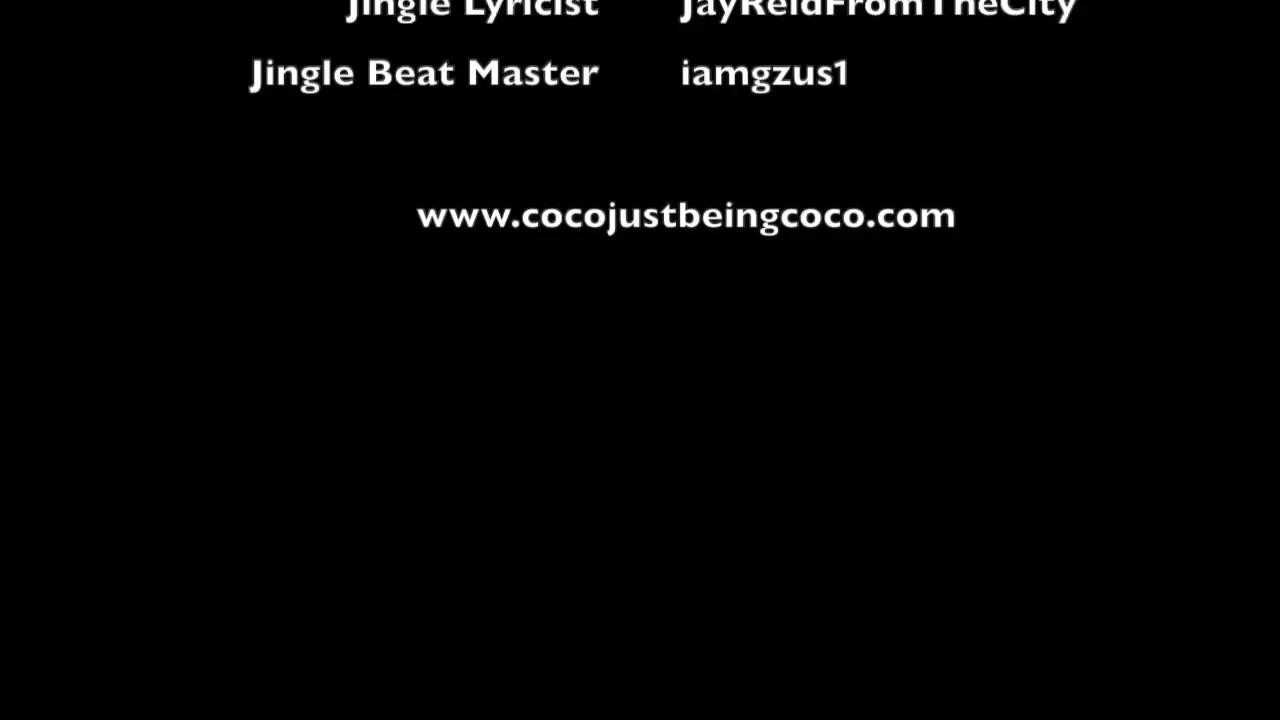 Jingle Lyricist JayReidFromTheCity
Jingle Beat Master iamgzus1
www.cocojustbeingcoco.com